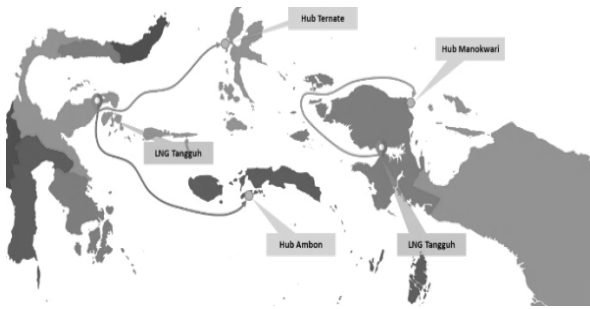 Hub Ternate
Hub Manokwari
LNG Tangguh
Hub Ambon
LNG Tangguh